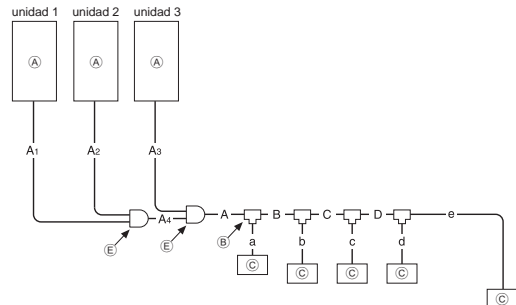 unidad 1 unidad 2 unidad 3
Ⓐ Ⓐ Ⓐ
A1 A2 A3
A4 A B C D e
Ⓔ Ⓔ Ⓑ a b c d
Ⓒ Ⓒ Ⓒ Ⓒ
Ⓒ